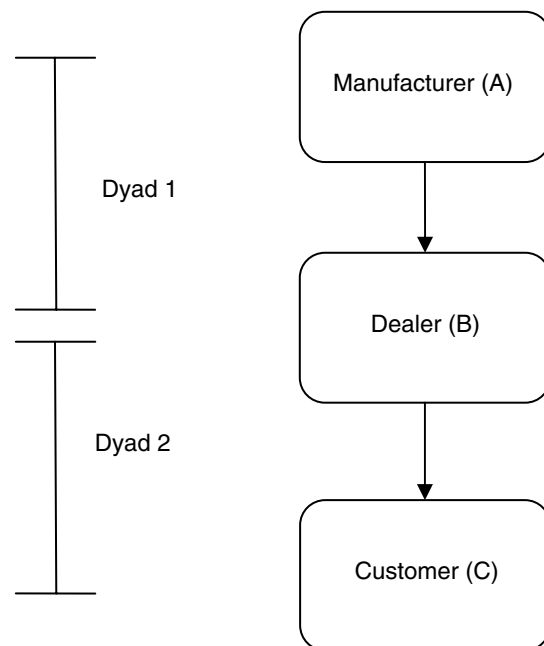 Manufacturer (A)
Dyad 1
Dealer (B)
Dyad 2
Customer (C)